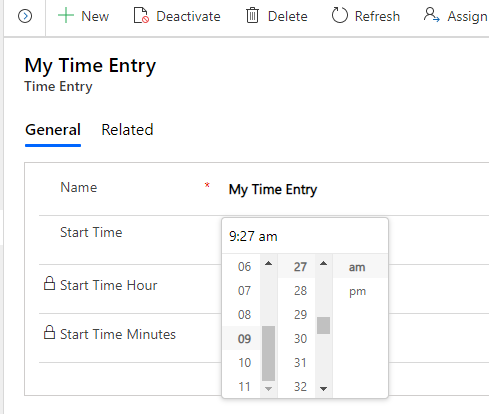 New Deactivate Delete Refresh Assign
My Time Entry
Time Entry
General Related
Name * My Time Entry
Start Time
9:27 am
06 27 am
07 28 pm
Start Time Hour
08 29
09 30
Start Time Minutes
10 31
11 32